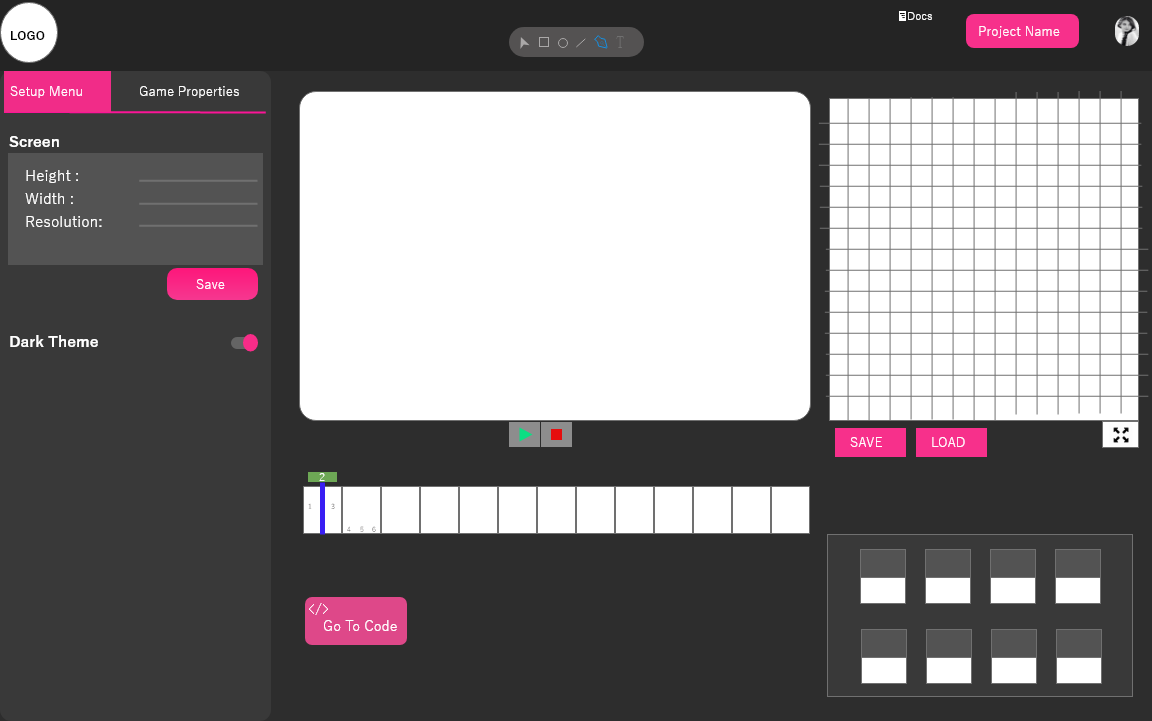 LOGO
Docs
Project Name
T
Setup Menu
Game Properties
Screen
Height :
Width :
Resolution:
Save
Dark Theme
SAVE
LOAD
2
1
3
4 5 6
</>
Go To Code